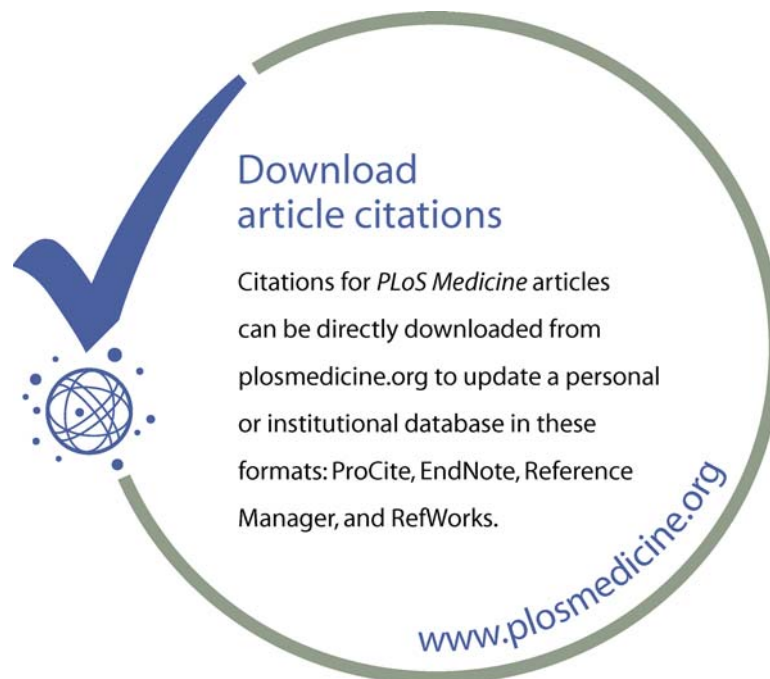 Download
article citations
Citations for PLoS Medicine articles
can be directly downloaded from
plosmedicine.org to update a personal
or institutional database in these
formats: ProCite, EndNote, Reference
Manager, and RefWorks.
www.plosmedicine.org